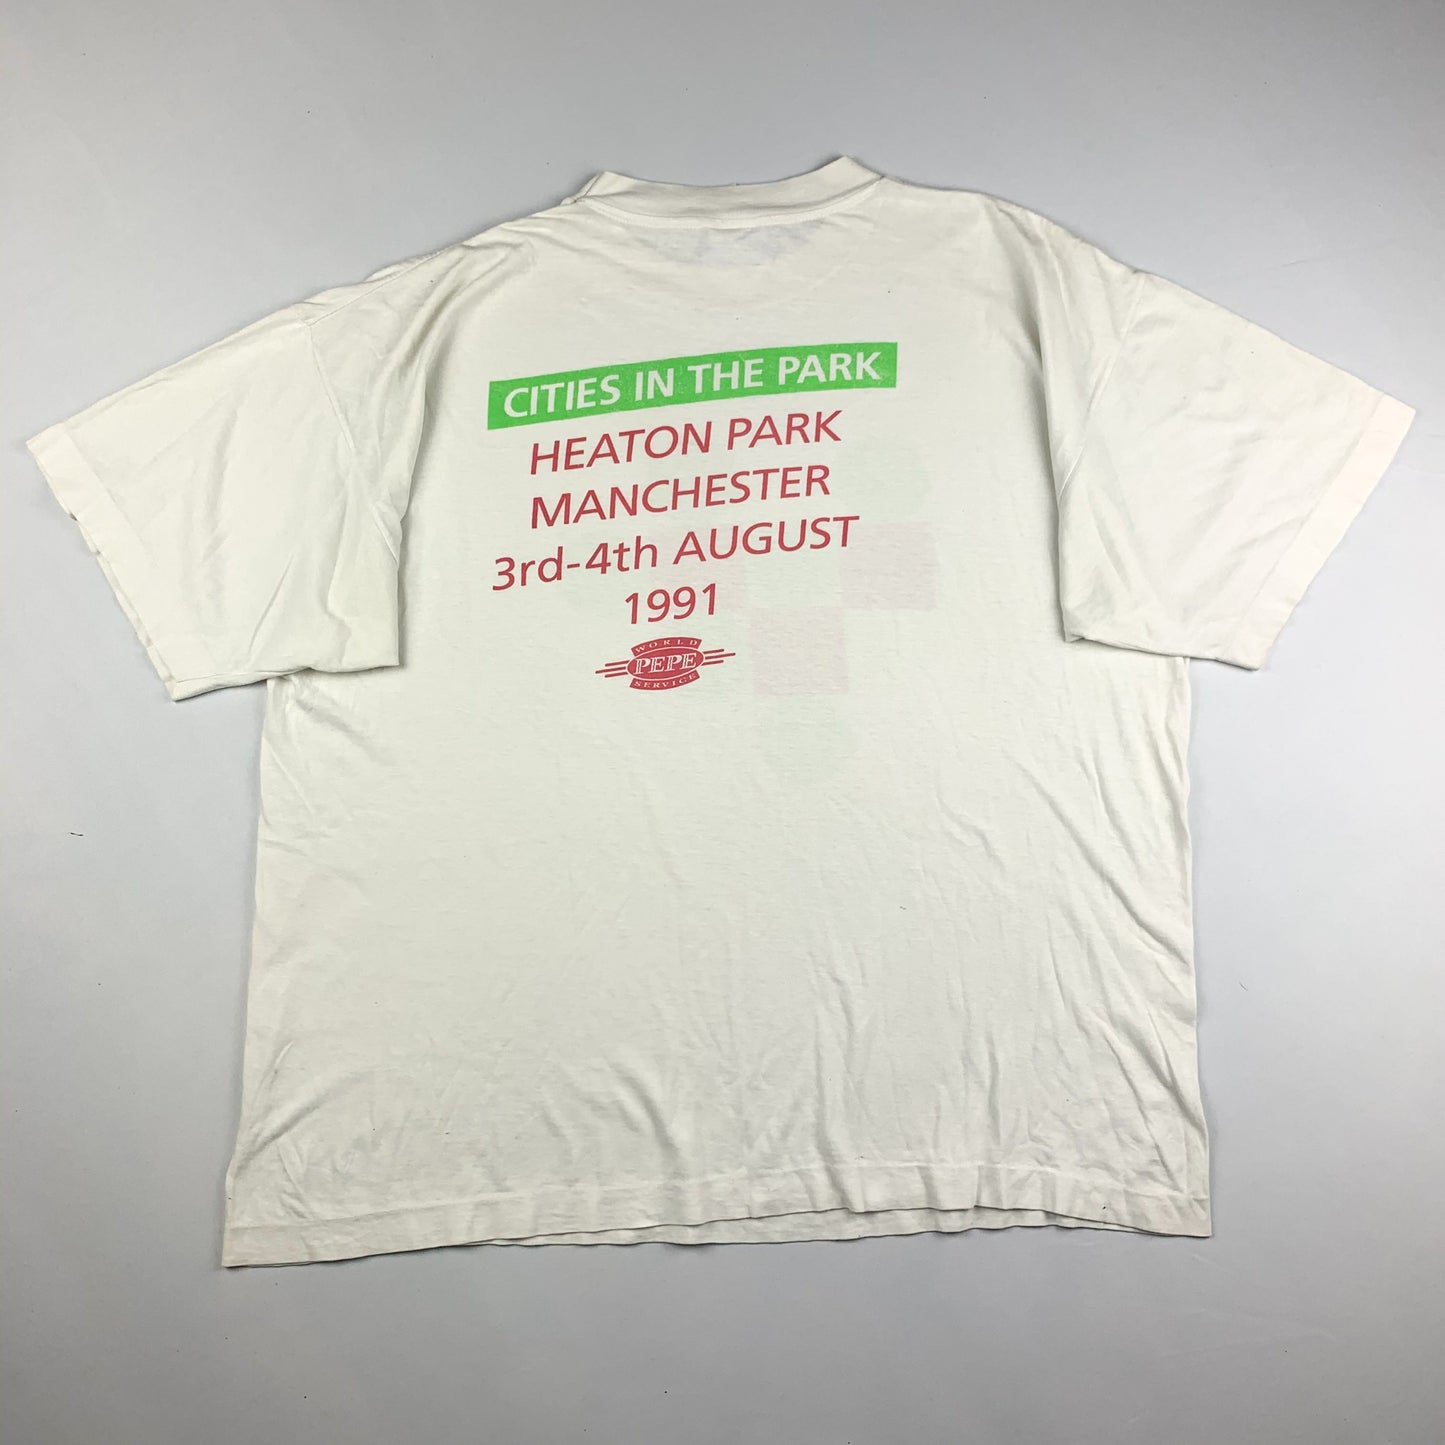 CITIES IN THE PARK
HEATON PARK
MANCHESTER
3rd-4th AUGUST
1991
WORLD
PEPE
SERVICE